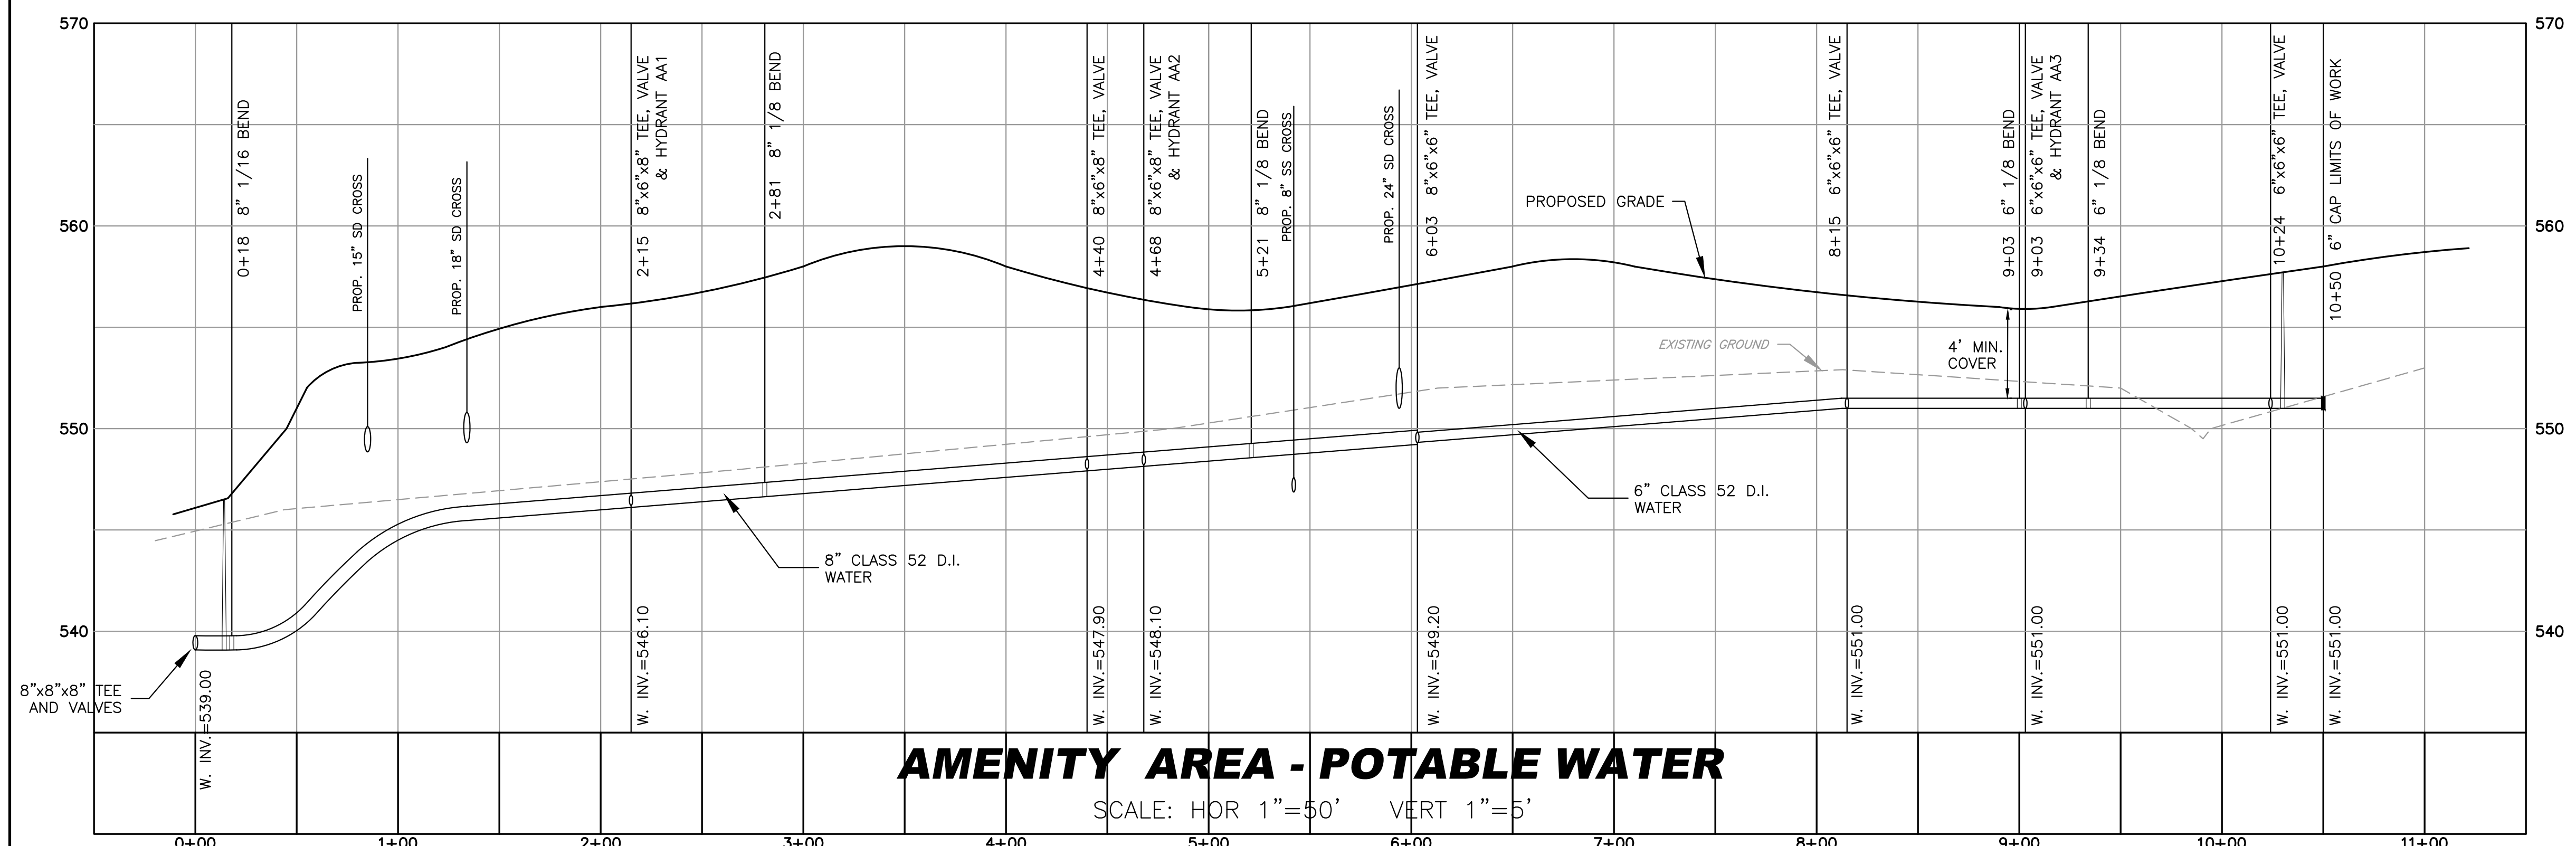 570
570
560
560
550
550
540
540
0+18 8" 1/16 BEND
PROP. 15" SD CROSS
PROP. 18" SD CROSS
2+15 8"x6"x8" TEE, VALVE
& HYDRANT AA1
2+81 8" 1/8 BEND
4+40 8"x6"x8" TEE, VALVE
4+68 8"x6"x8" TEE, VALVE
& HYDRANT AA2
5+21 8" 1/8 BEND
PROP. 8" SS CROSS
PROP. 24" SD CROSS
6+03 8"x6"x6" TEE, VALVE
8+15 6"x6"x6" TEE, VALVE
9+03 6" 1/8 BEND
9+03 6"x6"x6" TEE, VALVE
& HYDRANT AA3
9+34 6" 1/8 BEND
10+24 6"x6"x6" TEE, VALVE
10+50 6" CAP LIMITS OF WORK
PROPOSED GRADE
EXISTING GROUND
4' MIN.
COVER
6" CLASS 52 D.I.
WATER
8" CLASS 52 D.I.
WATER
8"x8"x8" TEE
AND VALVES
W. INV.=539.00
W. INV.=546.10
W. INV.=547.90
W. INV.=548.10
W. INV.=549.20
W. INV.=551.00
W. INV.=551.00
W. INV.=551.00
W. INV.=551.00
AMENITY AREA - POTABLE WATER
SCALE: HOR 1"=50' VERT 1"=5'
0+00 1+00 2+00 3+00 4+00 5+00 6+00 7+00 8+00 9+00 10+00 11+00